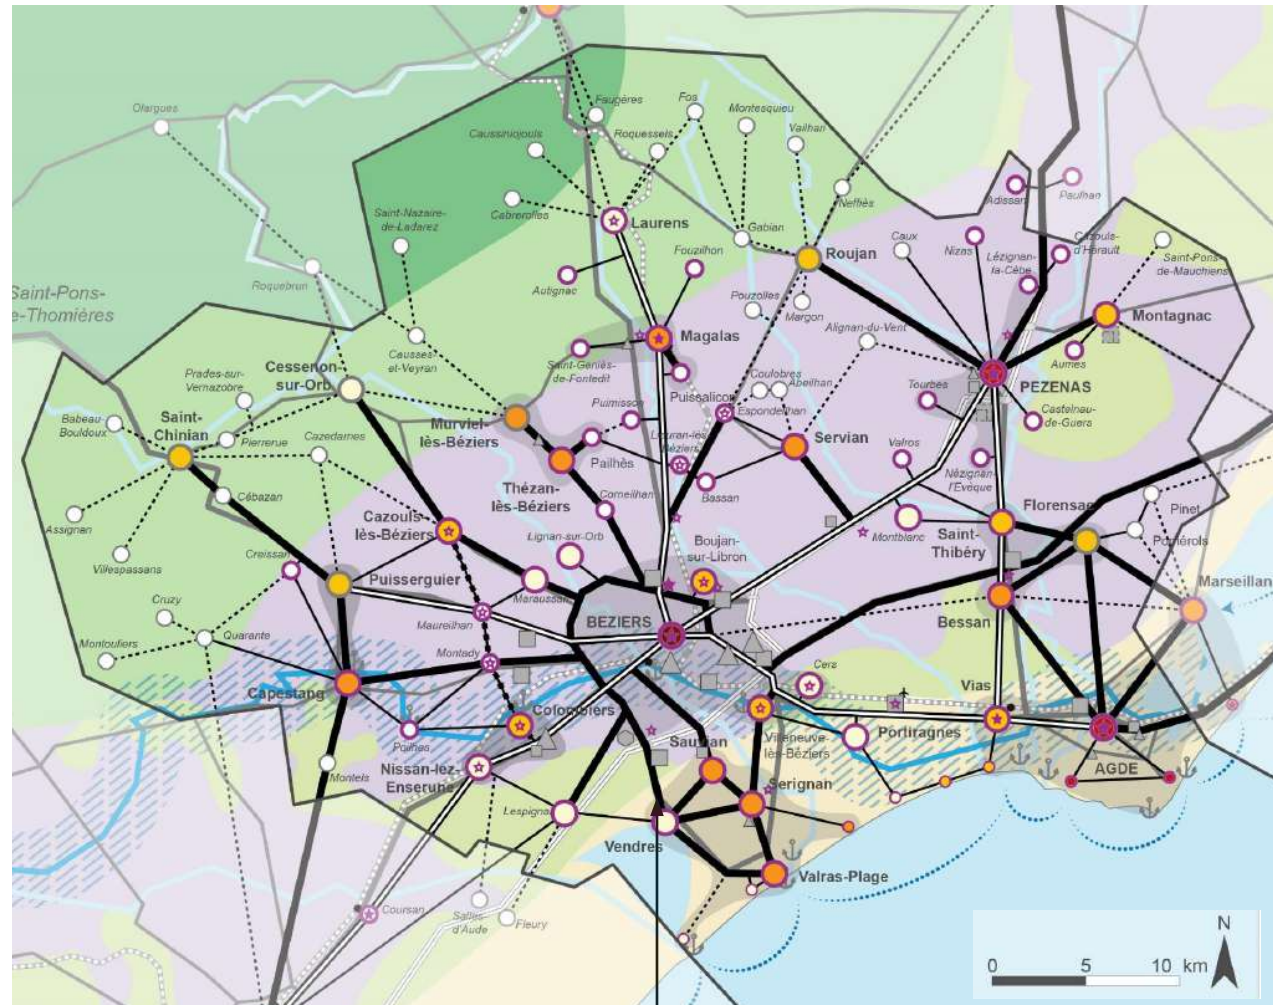 Olargues
Faugères
Fos
Montesquieu
Vailhan
Caussiniojouls
Roquessels
Neffiès
Adissan
Paulhan
Cabrerolles
Saint-Nazaire-
de-Ladarez
Laurens
Gabian
Roujan
Caux
Nizas
Cazouls-
d'Hérault
Lézignan-
la-Cèbe
Saint-Pons-
de-Mauchiens
Fouzilhon
Autignac
Roquebrun
Saint-Pons-
e-Thomières
Pouzolles
Margon
Alignan-du-Vent
Montagnac
Magalas
Causses-
et-Veyran
Saint-Geniès-
de-Fontedit
Aumes
PEZENAS
Cessenon-
sur-Orb
Prades-sur-
Vernazobre
Coulobres
Abeilhan
Tourbes
Castelnau-
de-Guers
Babeau-
Bouldoux
Saint-
Chinian
Pierrerue
Cazedarnes
Murviel-
lès-Béziers
Puimisson
Puissalicon
Espondeilhan
Lieuran-lès-
Béziers
Servian
Valros
Pailhès
Nézignan
l'Evêque
Thézan-
lès-Béziers
Corneilhan
Bassan
Cébazan
Assignan
Villespassans
Creissan
Cazouls-
lès-Béziers
Lignan-sur-Orb
Boujan-
sur-Libron
Montblanc
Saint-
Thibéry
Florensac
Pinet
Pomérols
Marseillan
Puisserguier
Maraussan
Cruzy
Maureilhan
BEZIERS
Bessan
Montouliers
Quarante
Montady
Cers
Vias
Capestang
Colombiers
Poilhes
Villeneuve-
lès-Béziers
Portiragnes
Sauvian
AGDE
Montels
Nissan-lez-
Enserune
Serignan
Lespignan
Vendres
Valras-Plage
Coursan
Salles-
d'Aude
Fleury
N
0 5 10 km